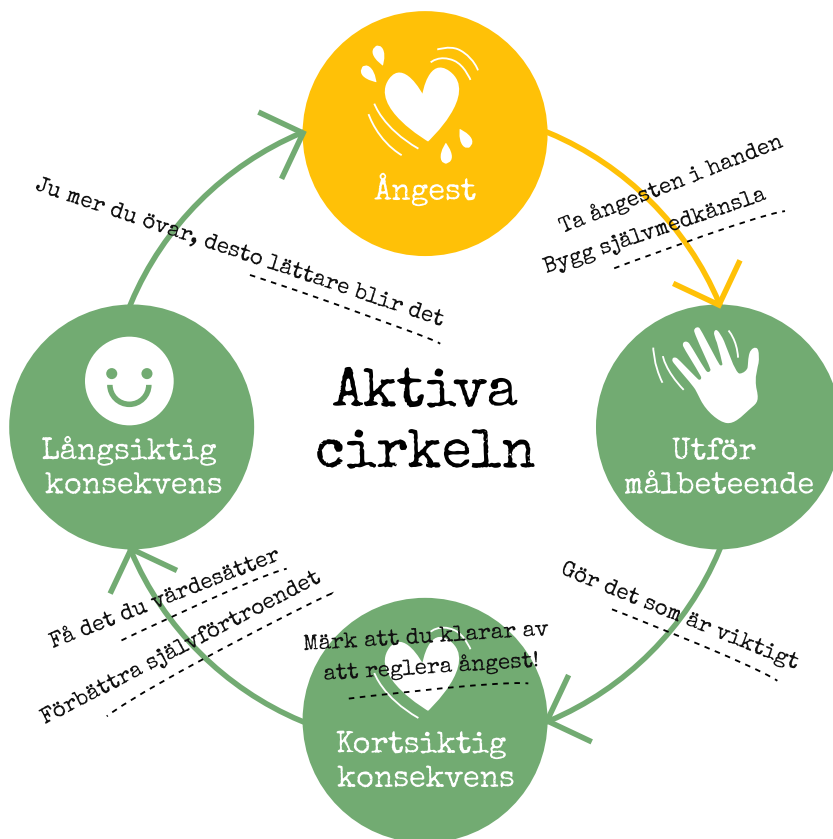 Ångest
Ta ångesten i handen
Bygg självmedkänsla
Ju mer du övar, desto lättare blir det
Aktiva
cirkeln
Utför
målbeteende
Långsiktig
konsekvens
Gör det som är viktigt
Få det du värdesätter
Förbättra självförtroendet
Märk att du klarar av
att reglera ångest!
Kortsiktig
konsekvens